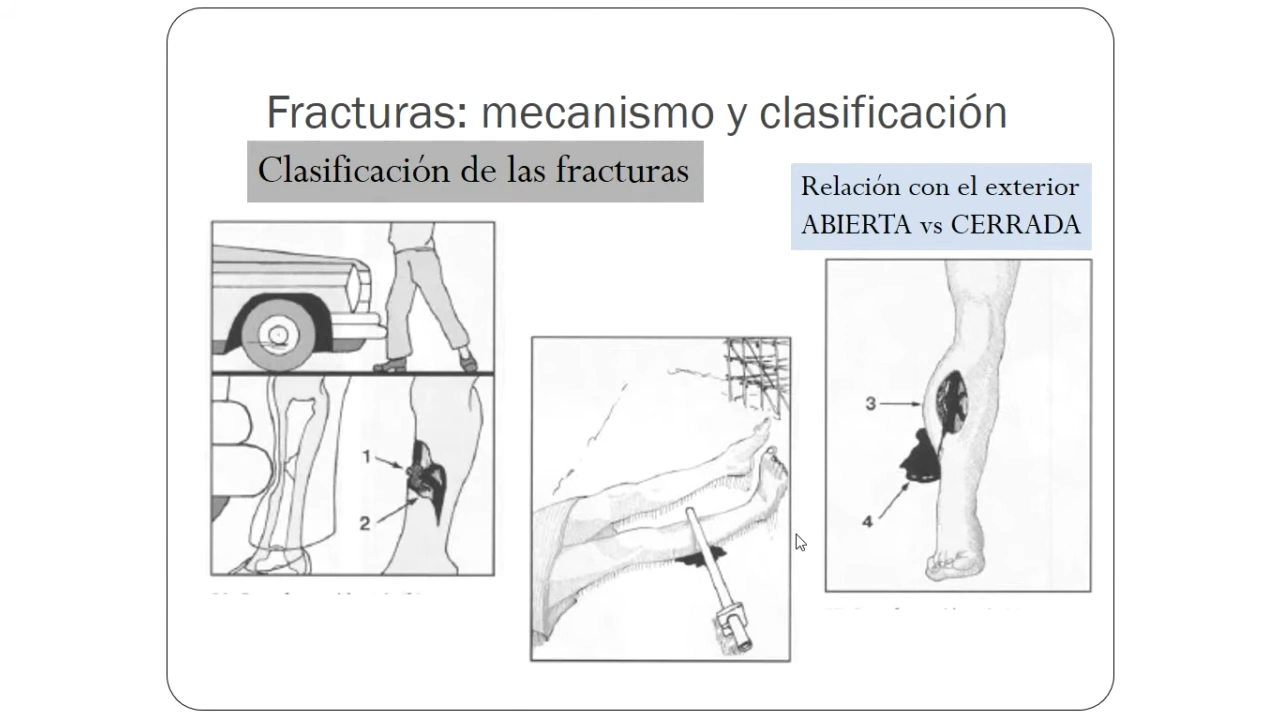 Fracturas: mecanismo y clasificación
Clasificación de las fracturas
Relación con el exterior
ABIERTA vs CERRADA
1
2
3
4